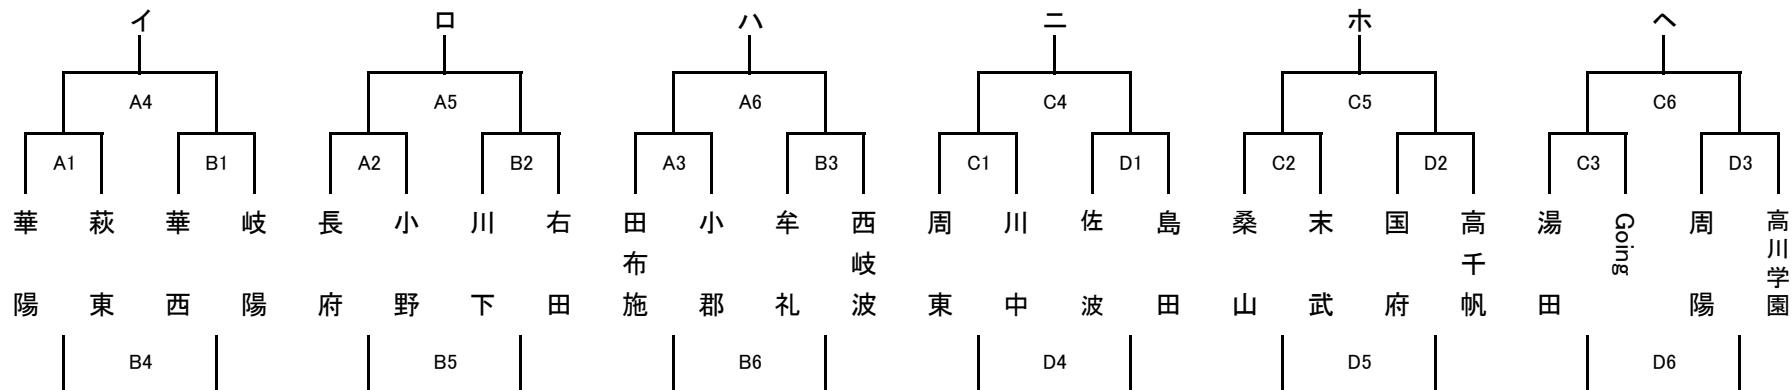 イ ロ ハ ニ ホ ヘ
A4 A5 A6 C4 C5 C6
A1 B1 A2 B2 A3 B3 C1 D1 C2 D2 C3 D3
華陽
萩東
華西
岐陽
長府
小野
川下
右田
田布施
小郡
牟礼
西岐波
周東
川中
佐波
島田
桑山
末武
国府
高千帆
湯田
Going
周陽
高川学園
B4 B5 B6 D4 D5 D6